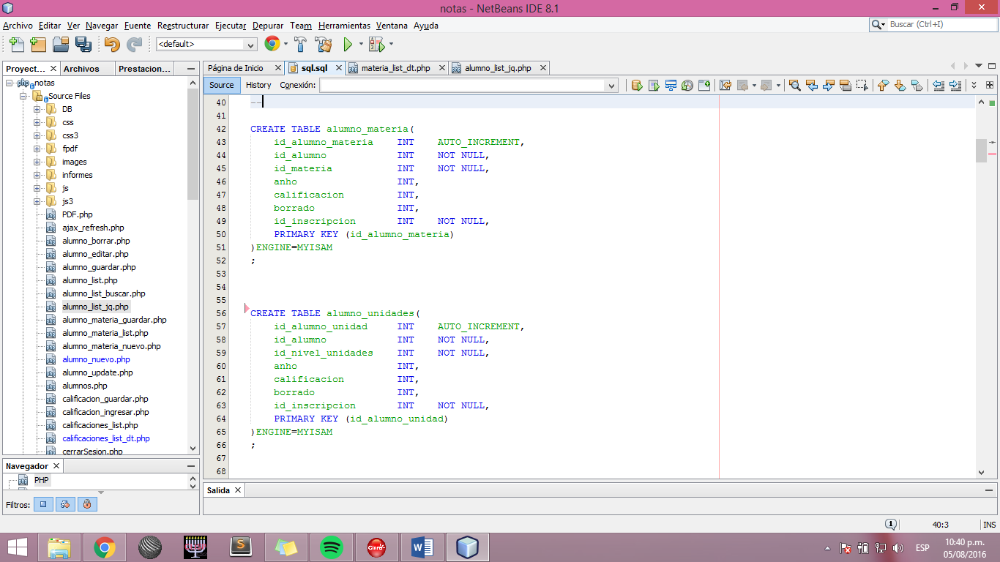 notas - NetBeans IDE 8.1
Archivo Editar Ver Navegar Fuente Reestructurar Ejecutar Depurar Team Herramientas Ventana Ayuda
Buscar (Ctrl+I)
<default>
Proyect... Archivos Prestacion...
Página de Inicio sql.sql materia_list_dt.php alumno_list_jq.php
Source History Conexión:
php notas
Source Files
DB
css
css3
fpdf
images
informes
js
js3
PDF.php
ajax_refresh.php
alumno_borrar.php
alumno_editar.php
alumno_guardar.php
alumno_list.php
alumno_list_buscar.php
alumno_list_jq.php
alumno_materia_guardar.php
alumno_materia_list.php
alumno_materia_nuevo.php
alumno_nuevo.php
alumno_update.php
alumnos.php
calificacion_guardar.php
calificacion_ingresar.php
calificaciones_list.php
calificaciones_list_dt.php
cerrarSesion.php
40 --
41
42 CREATE TABLE alumno_materia(
43 id_alumno_materia INT AUTO_INCREMENT,
44 id_alumno INT NOT NULL,
45 id_materia INT NOT NULL,
46 anho INT,
47 calificacion INT,
48 borrado INT,
49 id_inscripcion INT NOT NULL,
50 PRIMARY KEY (id_alumno_materia)
51 )ENGINE=MYISAM
52 ;
53
54
55
56 CREATE TABLE alumno_unidades(
57 id_alumno_unidad INT AUTO_INCREMENT,
58 id_alumno INT NOT NULL,
59 id_nivel_unidades INT NOT NULL,
60 anho INT,
61 calificacion INT,
62 borrado INT,
63 id_inscripcion INT NOT NULL,
64 PRIMARY KEY (id_alumno_unidad)
65 )ENGINE=MYISAM
66 ;
67
68
Navegador
PHP
Filtros:
Salida
1 40:3 INS
S Claro W ESP 10:40 p.m.
05/08/2016